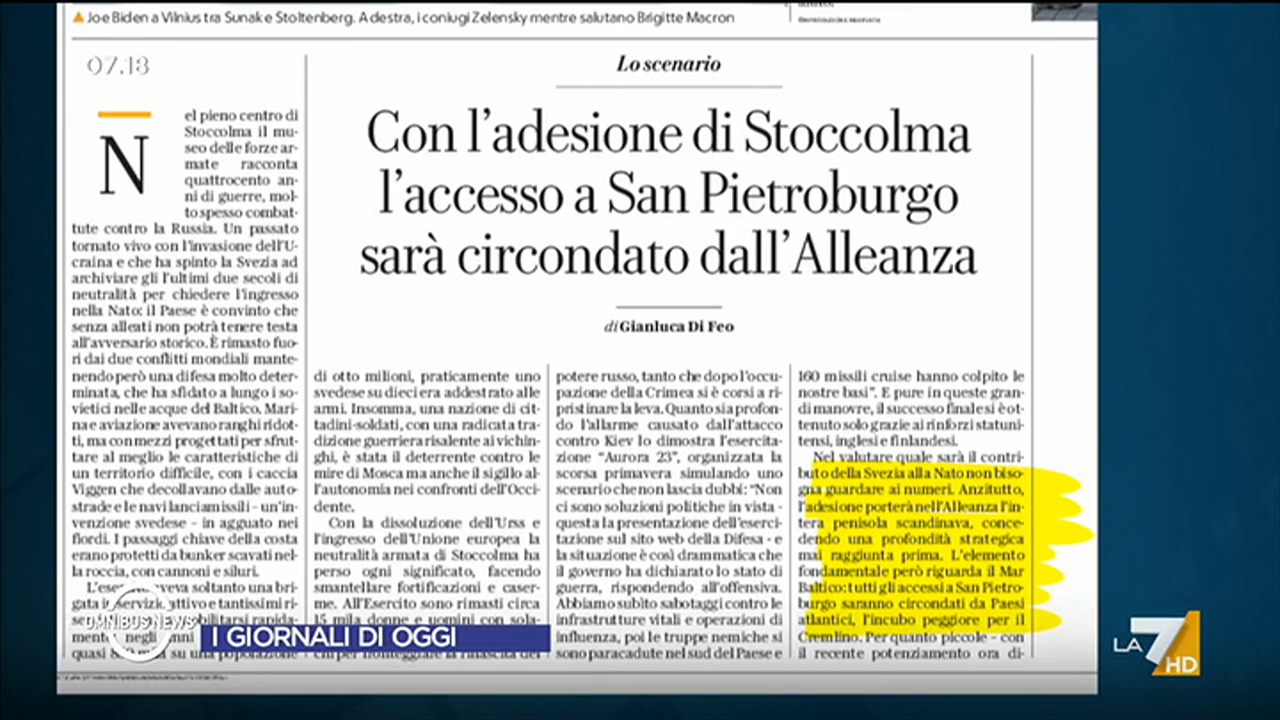 Joe Biden a Vilnius tra Sunak e Stoltenberg. A destra, i coniugi Zelensky mentre salutano Brigitte Macron
07.13
Lo scenario
Con l'adesione di Stoccolma
l'accesso a San Pietroburgo
sarà circondato dall'Alleanza
di Gianluca Di Feo
N
el pieno centro di
Stoccolma il mu-
seo delle forze ar-
mate racconta
quattrocento an-
ni di guerre, mol-
to spesso combat-
tute contro la Russia. Un passato
tornato vivo con l'invasione dell'U-
craina e che ha spinto la Svezia ad
archiviare gli l'ultimi due secoli di
neutralità per chiedere l'ingresso
nella Nato: il Paese è convinto che
senza alleati non potrà tenere testa
all'avversario storico. È rimasto fuo-
ri dai due conflitti mondiali mante-
nendo però una difesa molto deter-
minata, che ha sfidato a lungo i so-
vietici nelle acque del Baltico. Mari-
na e aviazione avevano ranghi ridot-
ti, ma con mezzi progettati per sfrut-
tare al meglio le caratteristiche di
un territorio difficile, con i caccia
Viggen che decollavano dalle auto-
strade e le navi lanciamissili - un'in-
venzione svedese - in agguato nei
fiordi. I passaggi chiave della costa
erano protetti da bunker scavati nel-
la roccia, con cannoni e siluri.
soltanto una bri-
e tantissimi ri-
rapida-
negli anni
quasi su una popolazione
di otto milioni, praticamente uno
svedese su dieci era addestrato alle
armi. Insomma, una nazione di cit-
tadini-soldati, con una radicata tra-
dizione guerriera risalente ai vichin-
ghi, è stata il deterrente contro le
mire di Mosca ma anche il sigillo al-
l'autonomia nei confronti dell'Occi-
dente.
Con la dissoluzione dell'Urss e
l'ingresso dell'Unione europea la
neutralità armata di Stoccolma ha
perso ogni significato, facendo
smantellare fortificazioni e caser-
me. All'Esercito sono rimasti circa
15 mila donne e uomini con sola-
potere russo, tanto che dopo l'occu-
pazione della Crimea si è corsi a ri-
pristinare la leva. Quanto sia profon-
do l'allarme causato dall'attacco
contro Kiev lo dimostra l'esercita-
zione "Aurora 23", organizzata la
scorsa primavera simulando uno
scenario che non lascia dubbi: "Non
ci sono soluzioni politiche in vista -
questa la presentazione dell'eserci-
tazione sul sito web della Difesa - e
la situazione è così drammatica che
il governo ha dichiarato lo stato di
guerra, rispondendo all'offensiva.
Abbiamo subìto sabotaggi contro le
infrastrutture vitali e operazioni di
influenza, poi le truppe nemiche si
sono paracadute nel sud del Paese e
160 missili cruise hanno colpito le
nostre basi". E pure in queste gran-
di manovre, il successo finale si è ot-
tenuto solo grazie ai rinforzi statuni-
tensi, inglesi e finlandesi.
Nel valutare quale sarà il contri-
buto della Svezia alla Nato non biso-
gna guardare ai numeri. Anzitutto,
l'adesione porterà nell'Alleanza l'in-
tera penisola scandinava, conce-
dendo una profondità strategica
mai raggiunta prima. L'elemento
fondamentale però riguarda il Mar
Baltico: tutti gli accessi a San Pietro-
burgo saranno circondati da Paesi
atlantici, l'incubo peggiore per il
Cremlino. Per quanto piccole - con
il recente potenziamento ora di-
OMNIBUS NEWS
I GIORNALI DI OGGI
LA 7 HD